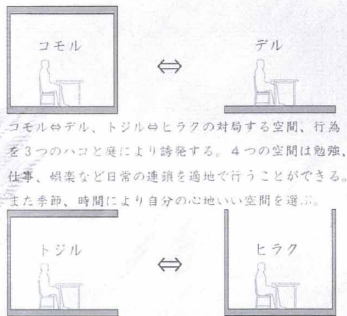 コモル
⇔
デル
コモル⇔デル、トジル⇔ヒラクの対局する空間、行為
を3つのハコと庭により誘発する。4つの空間は勉強、
仕事、娯楽など日常の連鎖を適地で行うことができる。
また季節、時間により自分の心地いい空間を選ぶ。
トジル
⇔
ヒラク